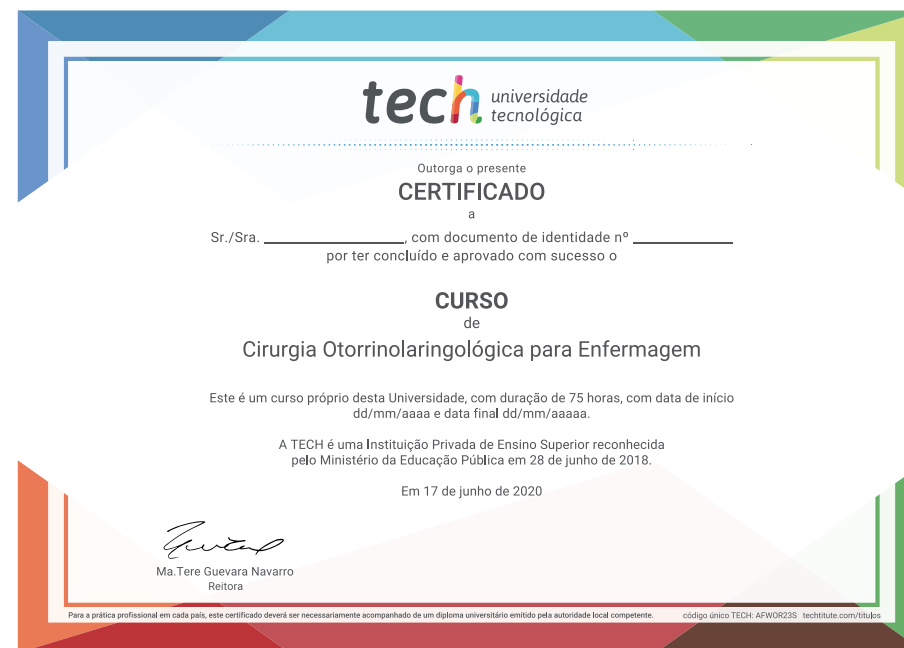 tech universidade
tecnológica
Outorga o presente
CERTIFICADO
a
Sr./Sra. ________________, com documento de identidade nº ____________
por ter concluído e aprovado com sucesso o
CURSO
de
Cirurgia Otorrinolaringológica para Enfermagem
Este é um curso próprio desta Universidade, com duração de 75 horas, com data de início
dd/mm/aaaa e data final dd/mm/aaaaa.
A TECH é uma Instituição Privada de Ensino Superior reconhecida
pelo Ministério da Educação Pública em 28 de junho de 2018.
Em 17 de junho de 2020
Ma.Tere Guevara Navarro
Reitora
Para a prática profissional em cada país, este certificado deverá ser necessariamente acompanhado de um diploma universitário emitido pela autoridade local competente. código único TECH: AFWOR23S techtitute.com/titulos